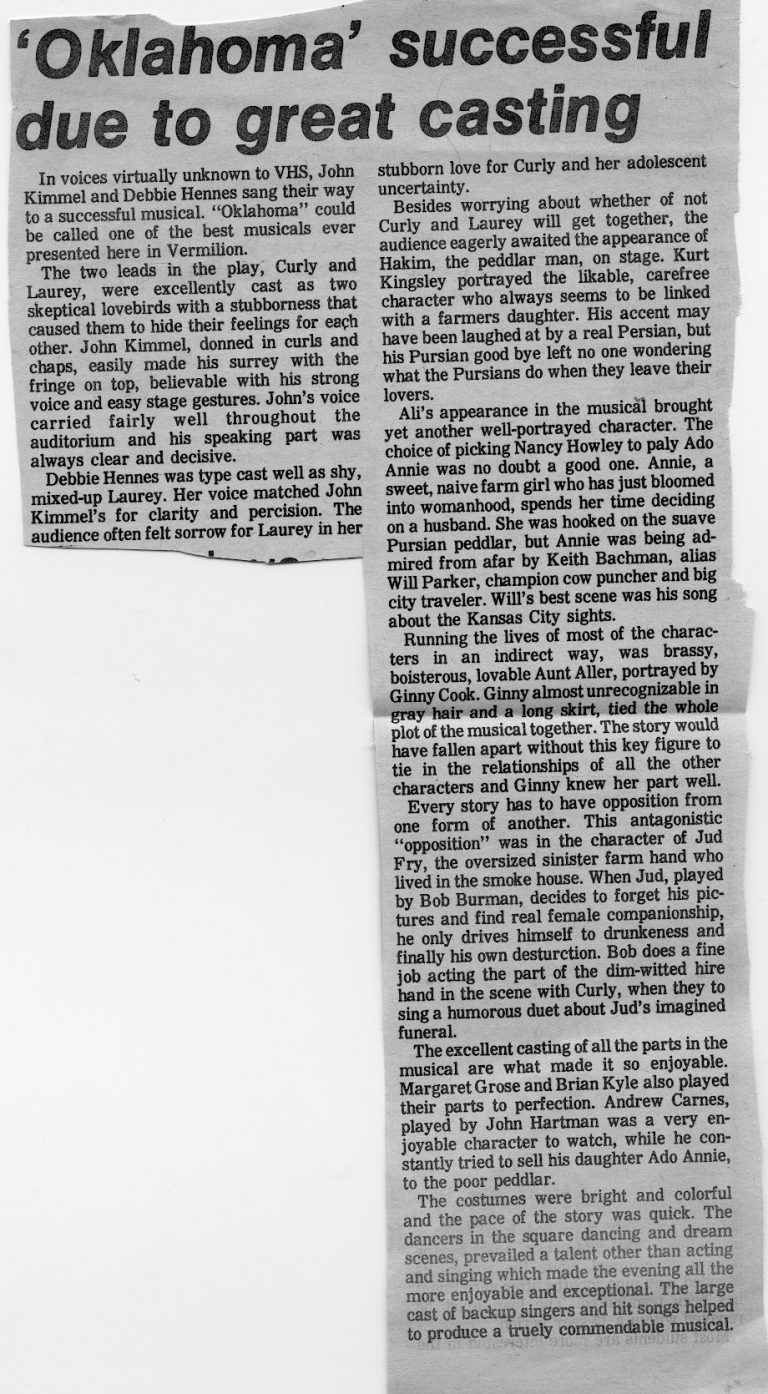 ‘Oklahoma’ successful
due to great casting
In voices virtually unknown to VHS, John
Kimmel and Debbie Hennes sang their way
to a successful musical. “Oklahoma” could
be called one of the best musicals ever
presented here in Vermilion.
The two leads in the play, Curly and
Laurey, were excellently cast as two
skeptical lovebirds with a stubborness that
caused them to hide their feelings for each
other. John Kimmel, donned in curls and
chaps, easily made his surrey with the
fringe on top, believable with his strong
voice and easy stage gestures. John’s voice
carried fairly well throughout the
auditorium and his speaking part was
always clear and decisive.
Debbie Hennes was type cast well as shy,
mixed-up Laurey. Her voice matched John
Kimmel’s for clarity and percision. The
audience often felt sorrow for Laurey in her
stubborn love for Curly and her adolescent
uncertainty.
Besides worrying about whether of not
Curly and Laurey will get together, the
audience eagerly awaited the appearance of
Hakim, the peddlar man, on stage. Kurt
Kingsley portrayed the likable, carefree
character who always seems to be linked
with a farmers daughter. His accent may
have been laughed at by a real Persian, but
his Pursian good bye left no one wondering
what the Pursians do when they leave their
lovers.
Ali’s appearance in the musical brought
yet another well-portrayed character. The
choice of picking Nancy Howley to paly Ado
Annie was no doubt a good one. Annie, a
sweet, naive farm girl who has just bloomed
into womanhood, spends her time deciding
on a husband. She was hooked on the suave
Pursian peddlar, but Annie was being ad-
mired from afar by Keith Bachman, alias
Will Parker, champion cow puncher and big
city traveler. Will’s best scene was his song
about the Kansas City sights.
Running the lives of most of the charac-
ters in an indirect way, was brassy,
boisterous, lovable Aunt Aller, portrayed by
Ginny Cook. Ginny almost unrecognizable in
gray hair and a long skirt, tied the whole
plot of the musical together. The story would
have fallen apart without this key figure to
tie in the relationships of all the other
characters and Ginny knew her part well.
Every story has to have opposition from
one form of another. This antagonistic
“opposition” was in the character of Jud
Fry, the oversized sinister farm hand who
lived in the smoke house. When Jud, played
by Bob Burman, decides to forget his pic-
tures and find real female companionship,
he only drives himself to drunkeness and
finally his own desturction. Bob does a fine
job acting the part of the dim-witted hire
hand in the scene with Curly, when they to
sing a humorous duet about Jud’s imagined
funeral.
The excellent casting of all the parts in the
musical are what made it so enjoyable.
Margaret Grose and Brian Kyle also played
their parts to perfection. Andrew Carnes,
played by John Hartman was a very en-
joyable character to watch, while he con-
stantly tried to sell his daughter Ado Annie,
to the poor peddlar.
The costumes were bright and colorful
and the pace of the story was quick. The
dancers in the square dancing and dream
scenes, prevailed a talent other than acting
and singing which made the evening all the
more enjoyable and exceptional. The large
cast of backup singers and hit songs helped
to produce a truely commendable musical.